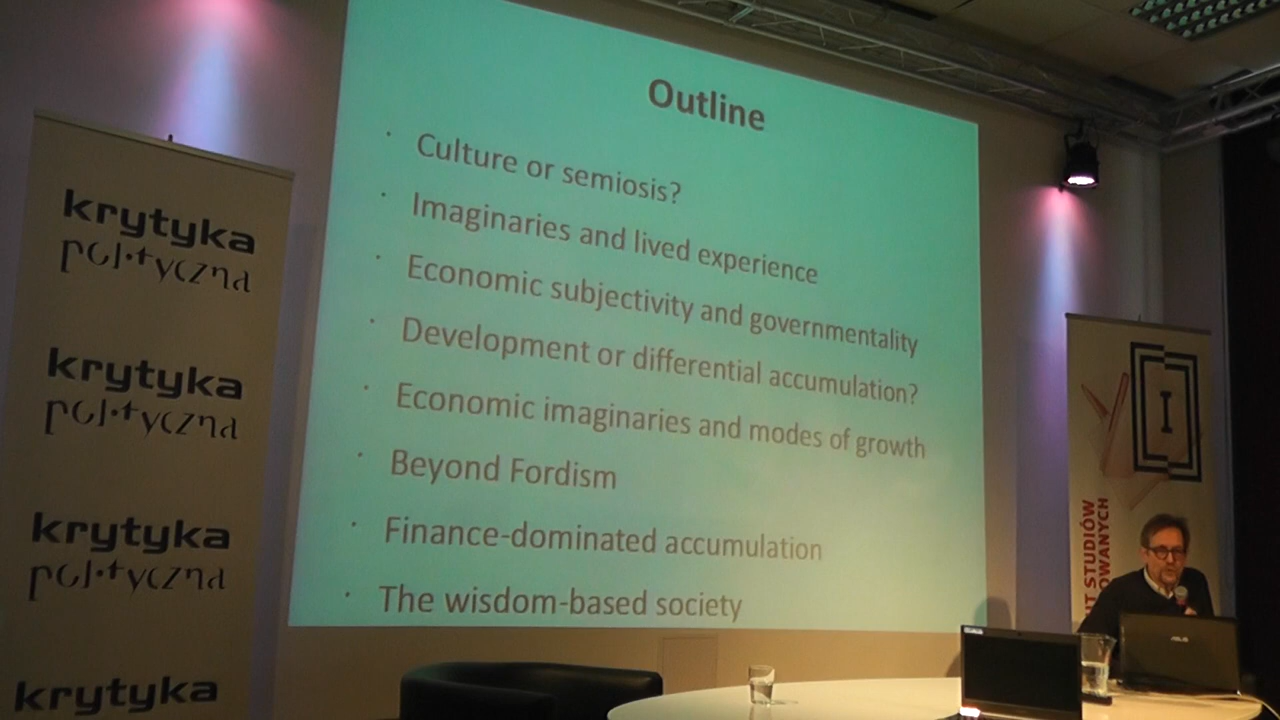 Outline
Culture or semiosis?
Imaginaries and lived experience
Economic subjectivity and governmentality
Development or differential accumulation?
Economic imaginaries and modes of growth
Beyond Fordism
Finance-dominated accumulation
The wisdom-based society
krytyka
polityczna
krytyka
polityczna
krytyka
polityczna
krytyka
I
STUDIÓW
ASUS